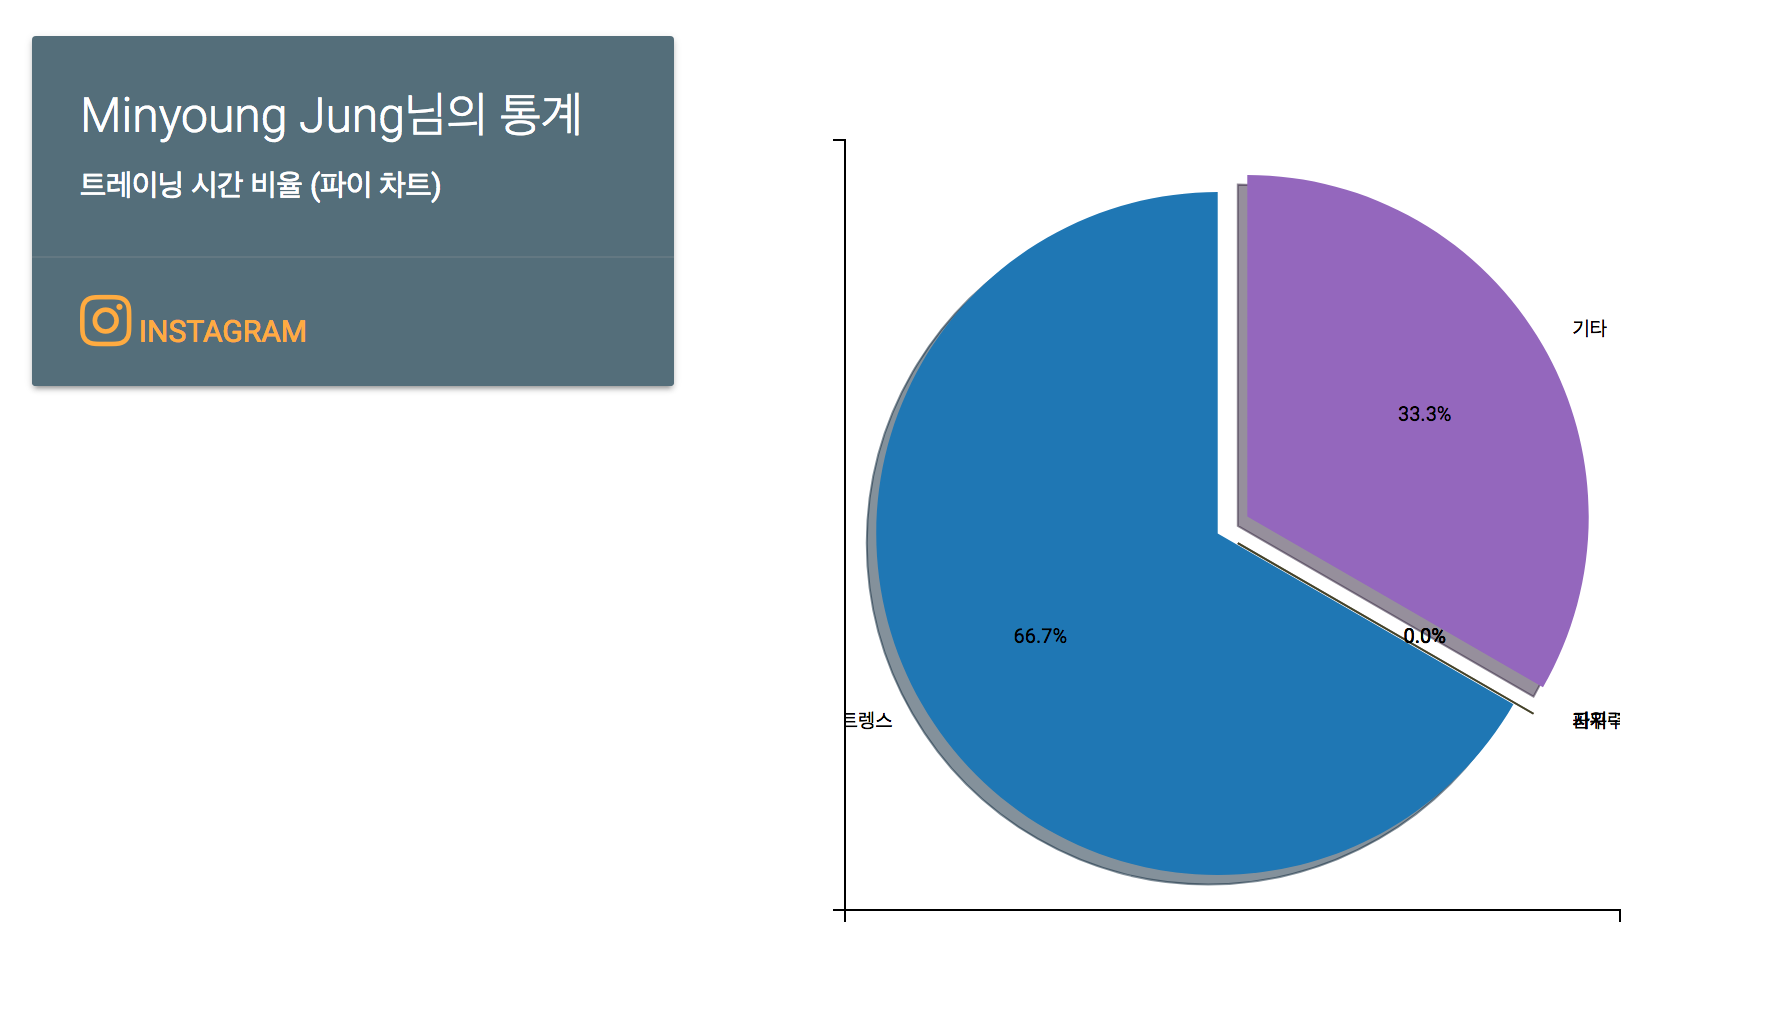 Minyoung Jung님의 통계
트레이닝 시간 비율 (파이 차트)
INSTAGRAM
기타
33.3%
66.7%
0.0%
트렝스